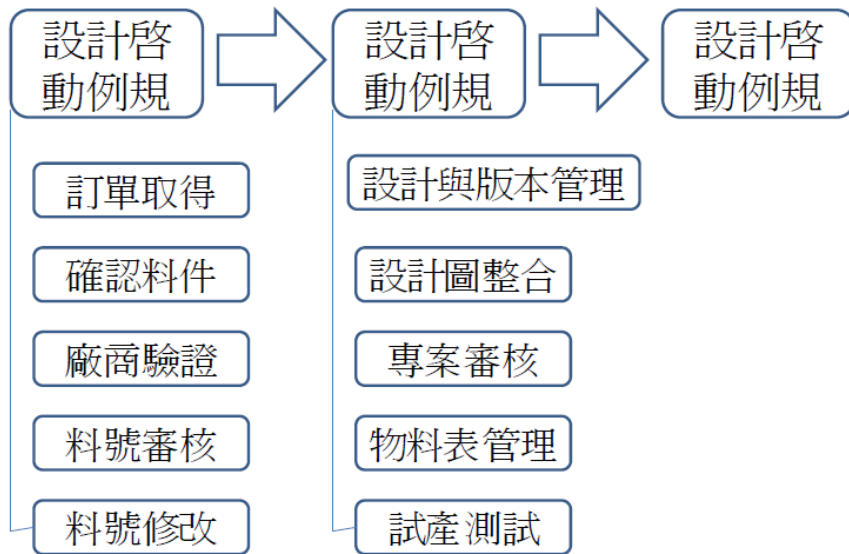 設計啓
動例規
設計啓
動例規
設計啓
動例規
訂單取得
確認料件
廠商驗證
料號審核
料號修改
設計與版本管理
設計圖整合
專案審核
物料表管理
試產測試